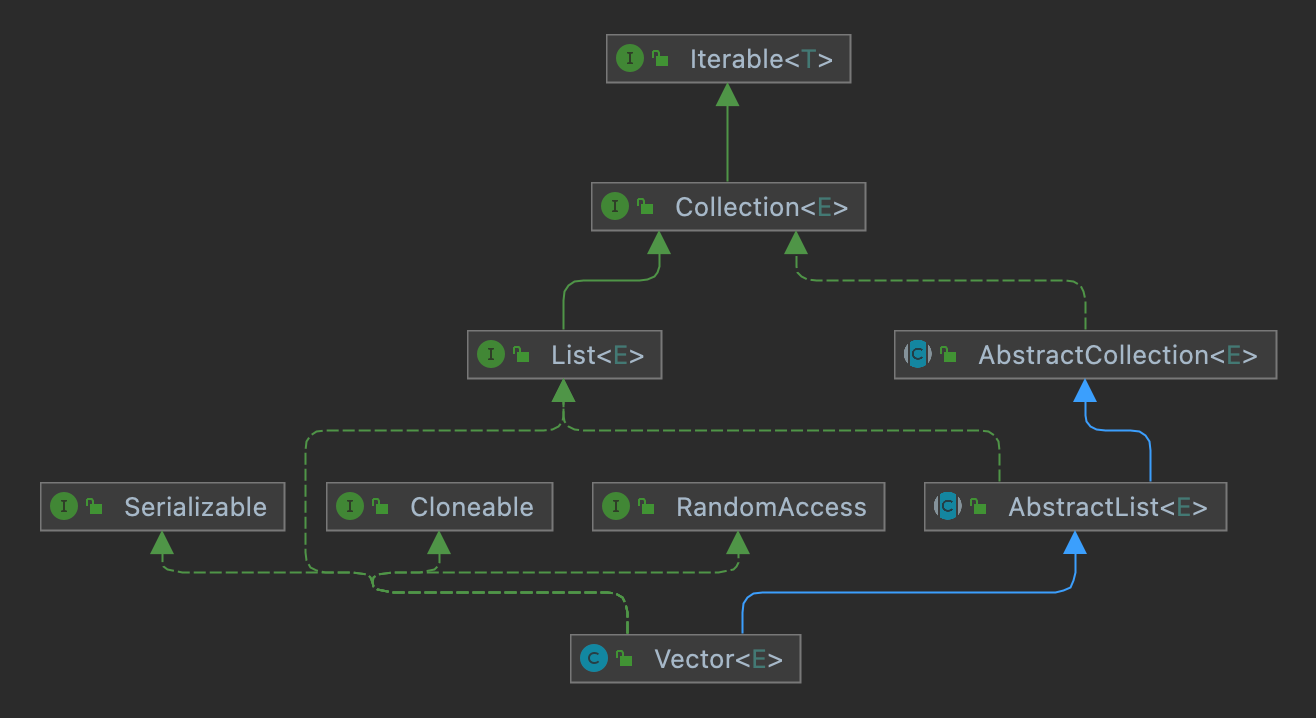 I Iterable<T>
I Collection<E>
I List<E>
C AbstractCollection<E>
I Serializable
I Cloneable
I RandomAccess
C AbstractList<E>
C Vector<E>